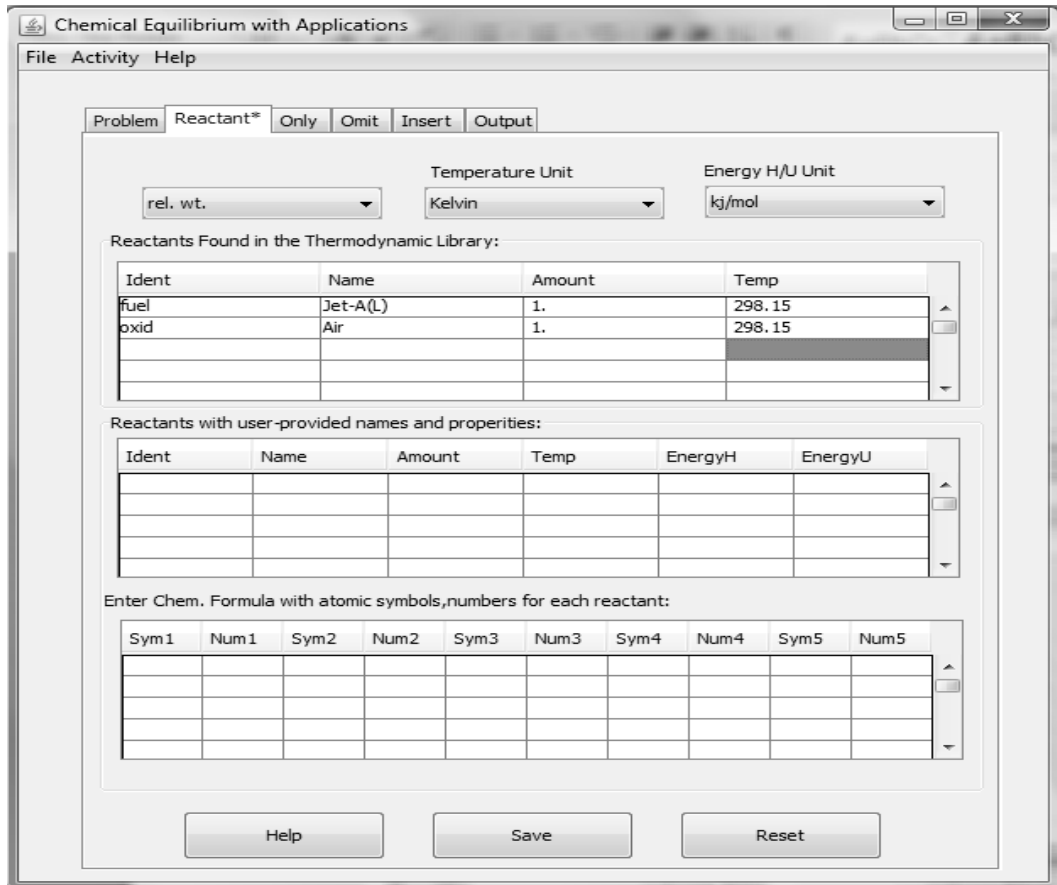 Chemical Equilibrium with Applications
File Activity Help
Problem Reactant* Only Omit Insert Output
Temperature Unit Energy H/U Unit
rel. wt. Kelvin kj/mol
Reactants Found in the Thermodynamic Library:
Ident Name Amount Temp
fuel Jet-A(L) 1. 298.15
oxid Air 1. 298.15
Reactants with user-provided names and properities:
Ident Name Amount Temp EnergyH EnergyU
Enter Chem. Formula with atomic symbols,numbers for each reactant:
Sym1 Num1 Sym2 Num2 Sym3 Num3 Sym4 Num4 Sym5 Num5
Help Save Reset